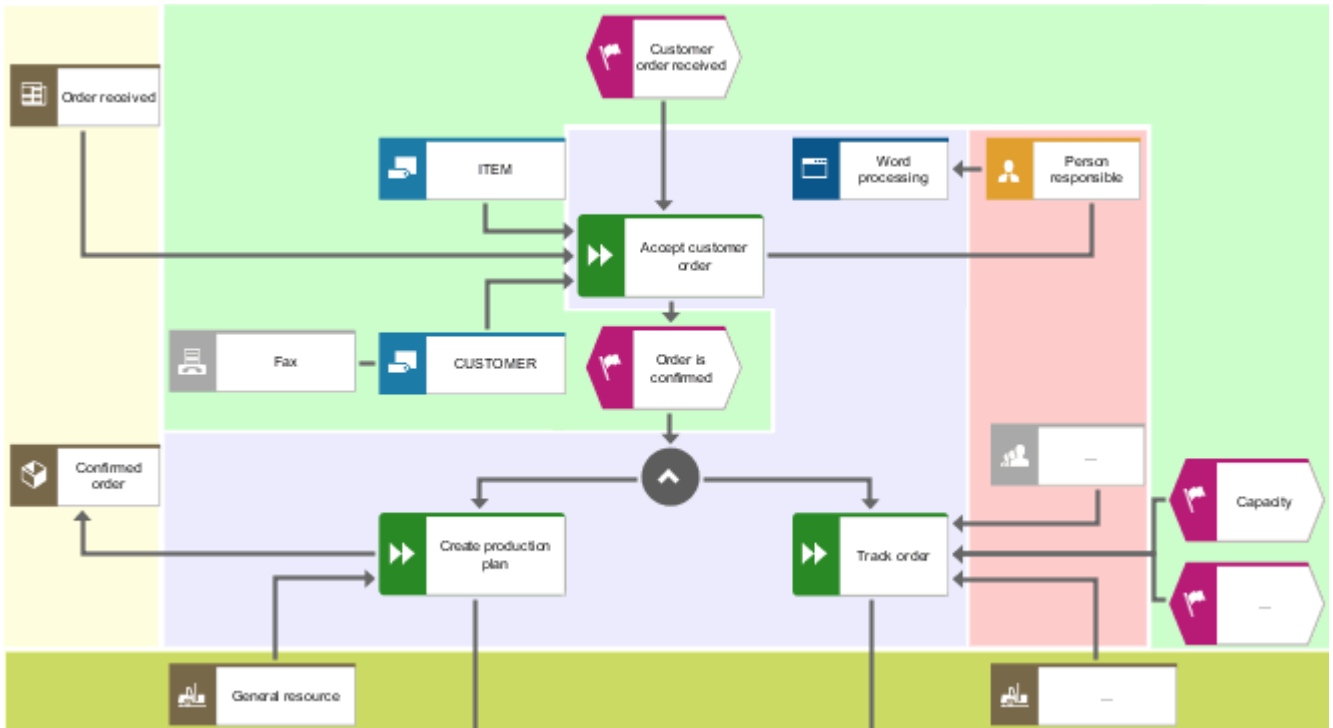 Customer
order received
Order received
ITEM
Word
processing
Person
responsible
Accept customer
order
Fax
CUSTOMER
Order is
confirmed
Confirmed
order
...
Capacity
Create production
plan
Track order
...
General resource
...